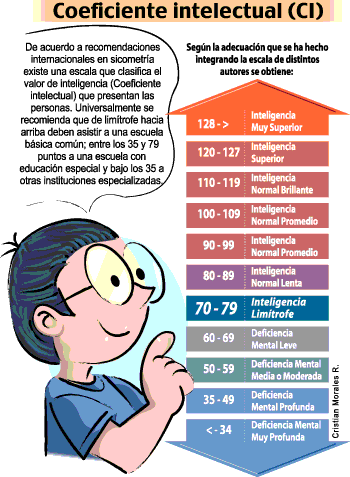 Coeficiente intelectual (CI)
De acuerdo a recomendaciones
internacionales en sicometría
existe una escala que clasifica el
valor de inteligencia (Coeficiente
intelectual) que presentan las
personas. Universalmente se
recomienda que de limítrofe hacia
arriba deben asistir a una escuela
básica común; entre los 35 y 79
puntos a una escuela con
educación especial y bajo los 35 a
otras instituciones especializadas.
Según la adecuación que se ha hecho
integrando la escala de distintos
autores se obtiene:
128 - > Inteligencia
Muy Superior
120 - 127 Inteligencia
Superior
110 - 119 Inteligencia
Normal Brillante
100 - 109 Inteligencia
Normal Promedio
90 - 99 Inteligencia
Normal Promedio
80 - 89 Inteligencia
Normal Lenta
70 - 79 Inteligencia
Limítrofe
60 - 69 Deficiencia
Mental Leve
50 - 59 Deficiencia Mental
Media o Moderada
35 - 49 Deficiencia
Mental Profunda
< - 34 Deficiencia Mental
Muy Profunda
Cristian Morales R.